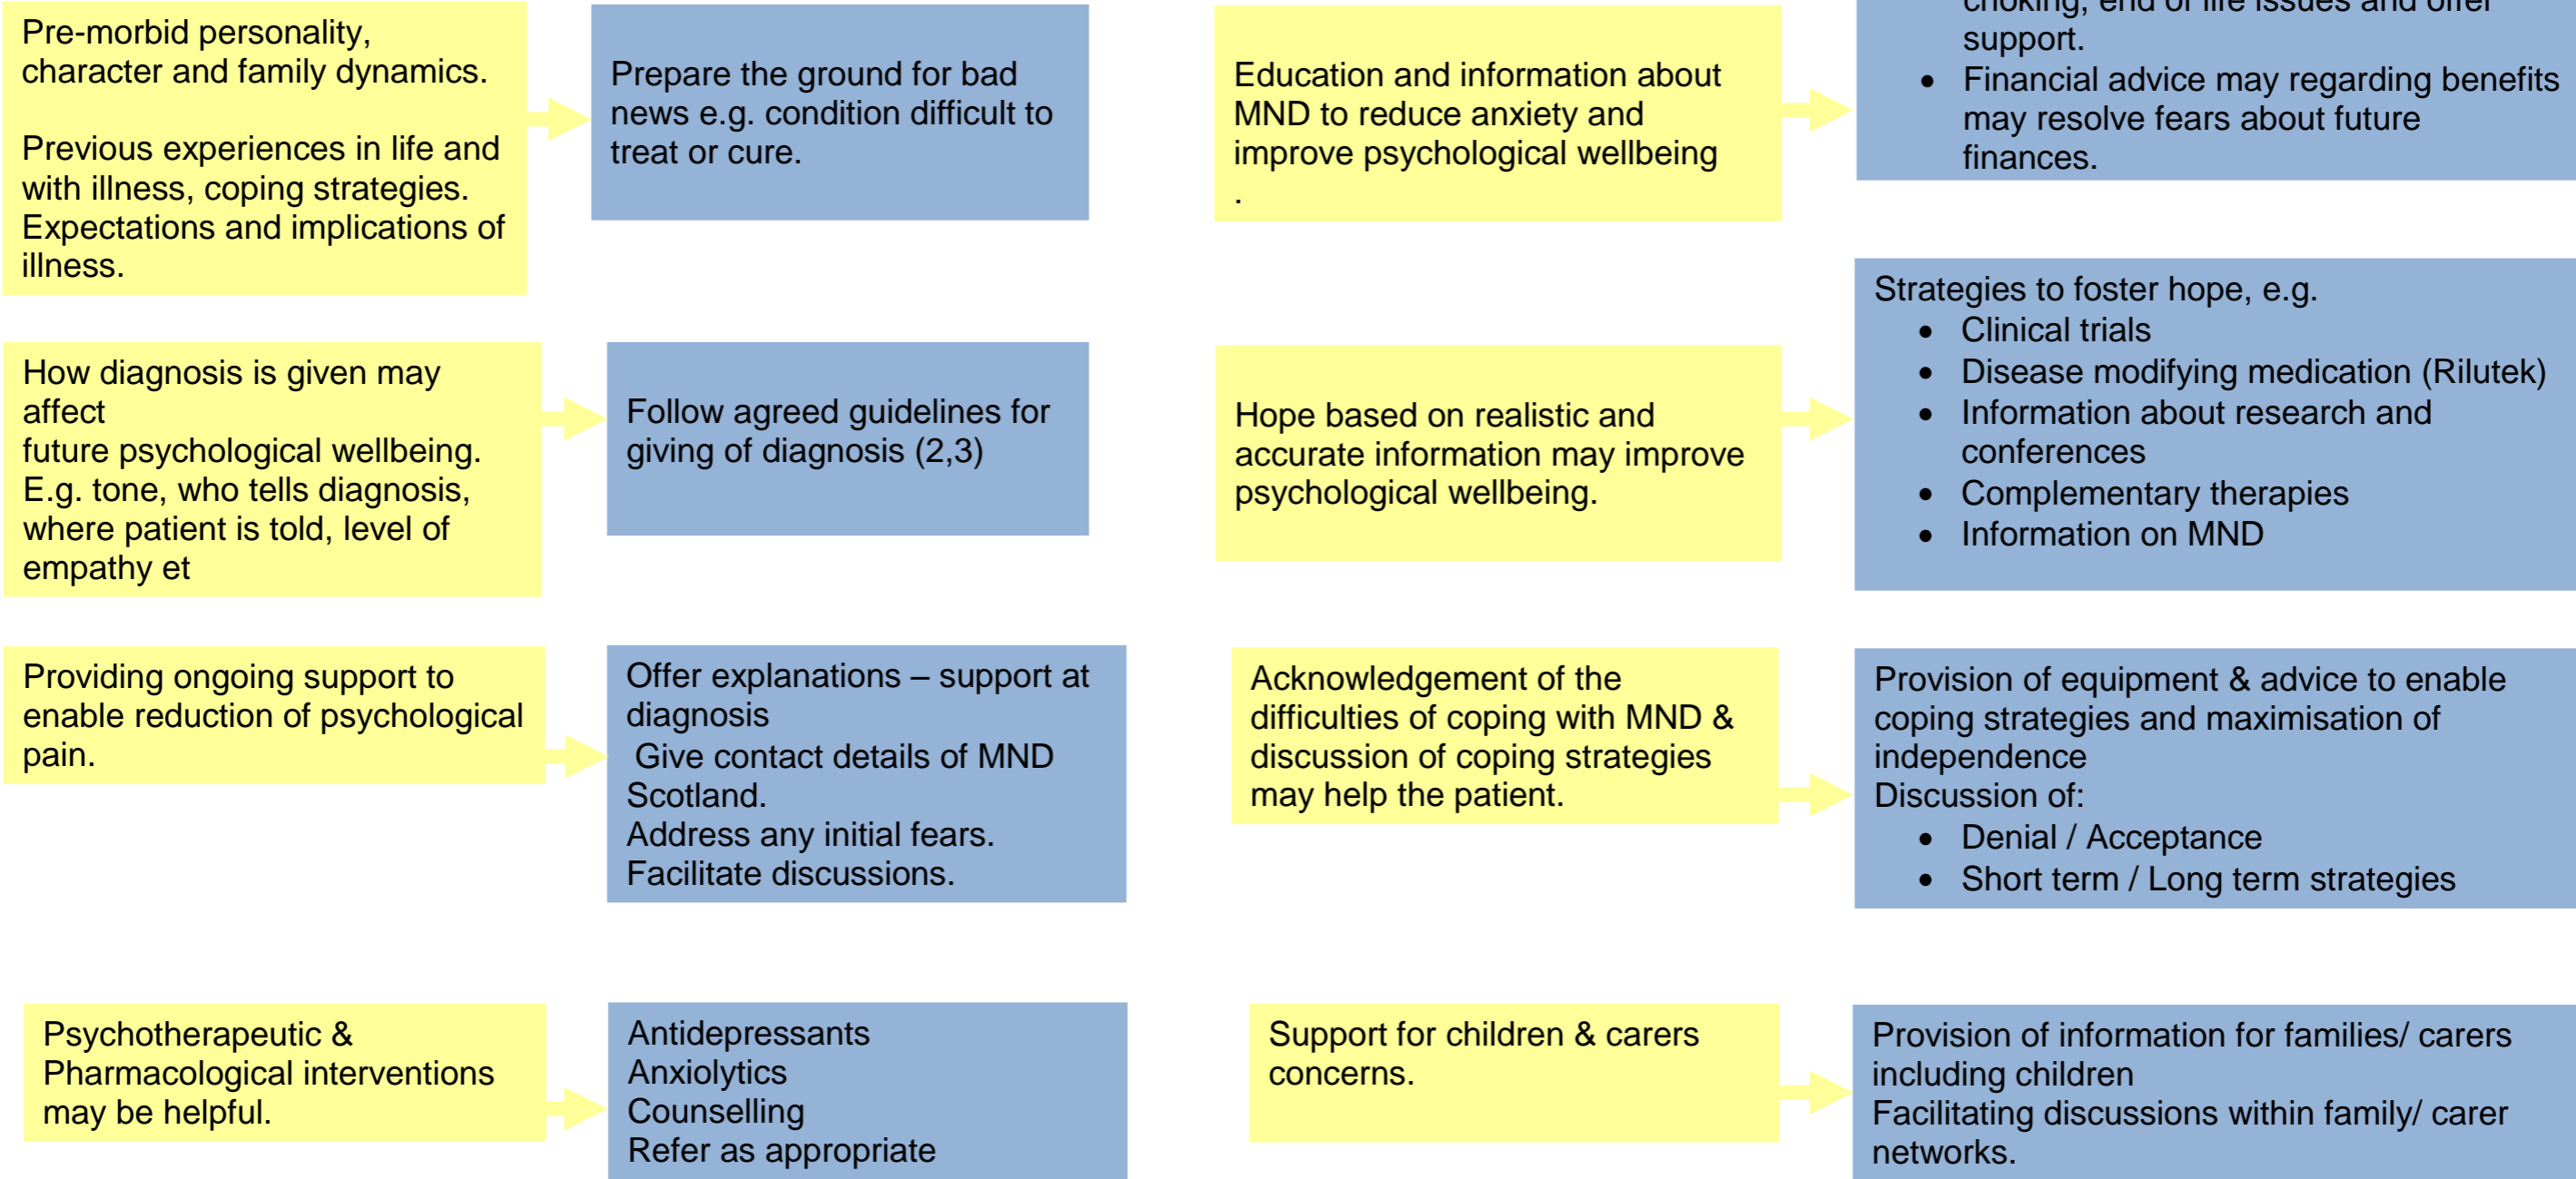 Pre-morbid personality,
character and family dynamics.
Previous experiences in life and
with illness, coping strategies.
Expectations and implications of
illness.
Prepare the ground for bad
news e.g. condition difficult to
treat or cure.
How diagnosis is given may
affect
future psychological wellbeing.
E.g. tone, who tells diagnosis,
where patient is told, level of
empathy et
Follow agreed guidelines for
giving of diagnosis (2,3)
Providing ongoing support to
enable reduction of psychological
pain.
Offer explanations – support at
diagnosis
Give contact details of MND
Scotland.
Address any initial fears.
Facilitate discussions.
Psychotherapeutic &
Pharmacological interventions
may be helpful.
Antidepressants
Anxiolytics
Counselling
Refer as appropriate
Education and information about
MND to reduce anxiety and
improve psychological wellbeing
.
choking, end of life issues and offer
support.
• Financial advice may regarding benefits
may resolve fears about future
finances.
Hope based on realistic and
accurate information may improve
psychological wellbeing.
Strategies to foster hope, e.g.
• Clinical trials
• Disease modifying medication (Rilutek)
• Information about research and
conferences
• Complementary therapies
• Information on MND
Acknowledgement of the
difficulties of coping with MND &
discussion of coping strategies
may help the patient.
Provision of equipment & advice to enable
coping strategies and maximisation of
independence
Discussion of:
• Denial / Acceptance
• Short term / Long term strategies
Support for children & carers
concerns.
Provision of information for families/ carers
including children
Facilitating discussions within family/ carer
networks.